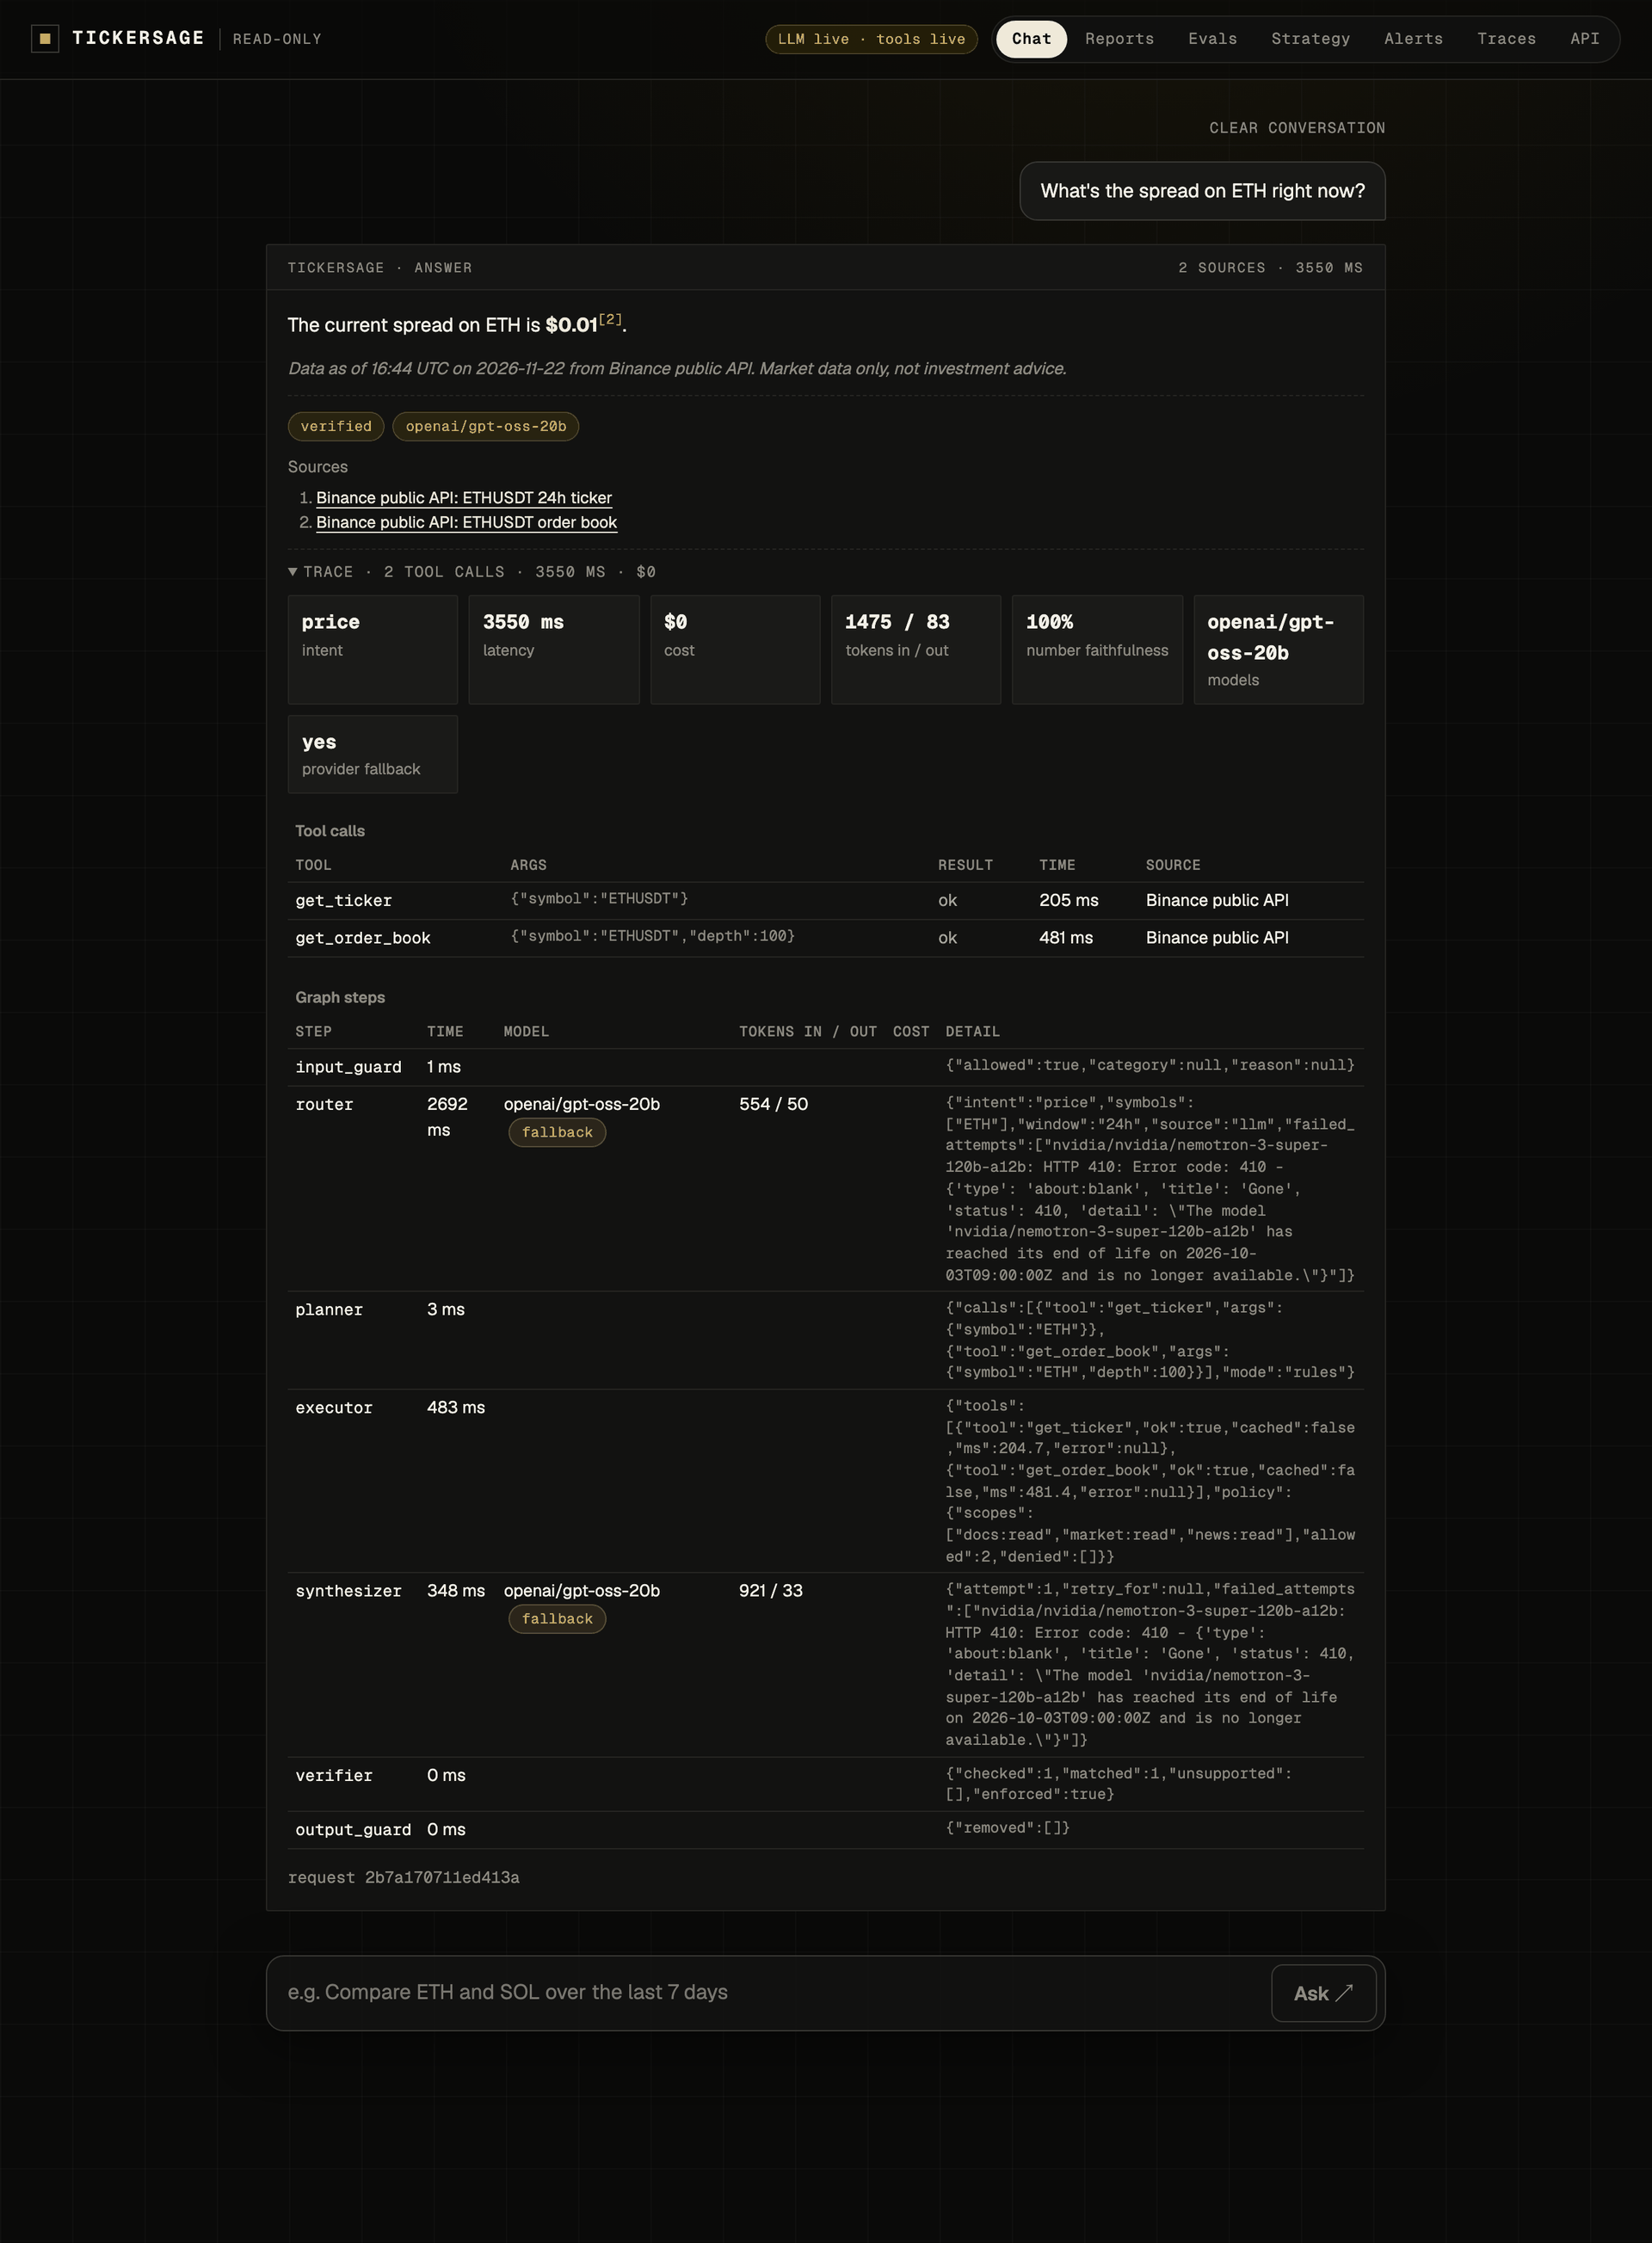 TICKERSAGE READ-ONLY LLM live · tools live Chat Reports Evals Strategy Alerts Traces API
CLEAR CONVERSATION
What's the spread on ETH right now?
TICKERSAGE · ANSWER 2 SOURCES · 3550 MS
The current spread on ETH is $0.01[2].
Data as of 16:44 UTC on 2026-11-22 from Binance public API. Market data only, not investment advice.
verified openai/gpt-oss-20b
Sources
1. Binance public API: ETHUSDT 24h ticker
2. Binance public API: ETHUSDT order book
▼ TRACE · 2 TOOL CALLS · 3550 MS · $0
price 3550 ms $0 1475 / 83 100% openai/gpt-
oss-20b
intent latency cost tokens in / out number faithfulness models
yes
provider fallback
Tool calls
TOOL ARGS RESULT TIME SOURCE
get_ticker {"symbol":"ETHUSDT"} ok 205 ms Binance public API
get_order_book {"symbol":"ETHUSDT","depth":100} ok 481 ms Binance public API
Graph steps
STEP TIME MODEL TOKENS IN / OUT COST DETAIL
input_guard 1 ms {"allowed":true,"category":null,"reason":null}
router 2692 openai/gpt-oss-20b 554 / 50 {"intent":"price","symbols":
ms fallback ["ETH"],"window":"24h","source":"llm","failed_
attempts":["nvidia/nvidia/nemotron-3-super-
120b-a12b: HTTP 410: Error code: 410 -
{'type': 'about:blank', 'title': 'Gone',
'status': 410, 'detail': \"The model
'nvidia/nemotron-3-super-120b-a12b' has
reached its end of life on 2026-10-
03T09:00:00Z and is no longer available.\"}"]}
planner 3 ms {"calls":[{"tool":"get_ticker","args":
{"symbol":"ETH"}},
{"tool":"get_order_book","args":
{"symbol":"ETH","depth":100}}],"mode":"rules"}
executor 483 ms {"tools":
[{"tool":"get_ticker","ok":true,"cached":false
,"ms":204.7,"error":null},
{"tool":"get_order_book","ok":true,"cached":fa
lse,"ms":481.4,"error":null}],"policy":
{"scopes":
["docs:read","market:read","news:read"],"allow
ed":2,"denied":[]}}
synthesizer 348 ms openai/gpt-oss-20b 921 / 33 {"attempt":1,"retry_for":null,"failed_attempts
fallback ":["nvidia/nvidia/nemotron-3-super-120b-a12b:
HTTP 410: Error code: 410 - {'type':
'about:blank', 'title': 'Gone', 'status': 410,
'detail': \"The model 'nvidia/nemotron-3-
super-120b-a12b' has reached its end of life
on 2026-10-03T09:00:00Z and is no longer
available.\"}"]}
verifier 0 ms {"checked":1,"matched":1,"unsupported":
[],"enforced":true}
output_guard 0 ms {"removed":[]}
request 2b7a170711ed413a
e.g. Compare ETH and SOL over the last 7 days Ask ↗